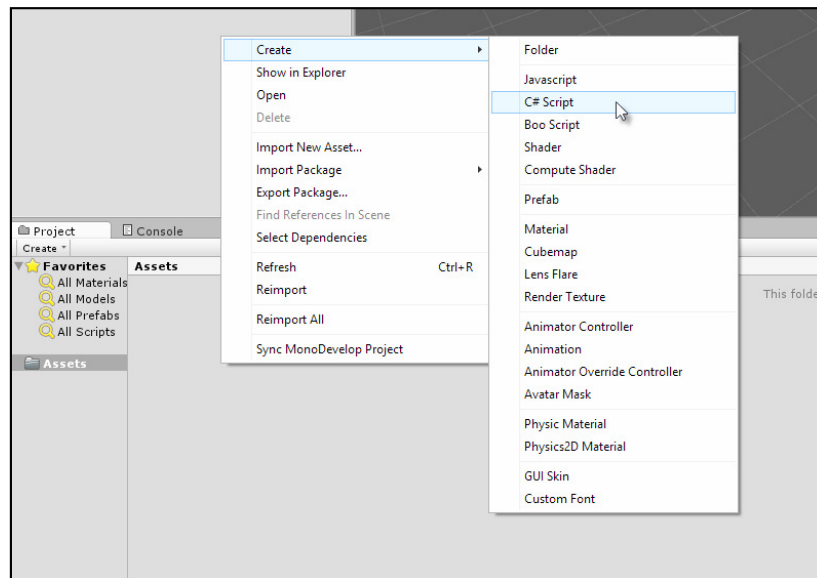 Create
Show in Explorer
Open
Delete
Import New Asset...
Import Package
Export Package...
Find References In Scene
Select Dependencies
Refresh Ctrl+R
Reimport
Reimport All
Sync MonoDevelop Project
Folder
Javascript
C# Script
Boo Script
Shader
Compute Shader
Prefab
Material
Cubemap
Lens Flare
Render Texture
Animator Controller
Animation
Animator Override Controller
Avatar Mask
Physic Material
Physics2D Material
GUI Skin
Custom Font
Project Console
Create
Favorites
All Materials
All Models
All Prefabs
All Scripts
Assets
Assets
This folde